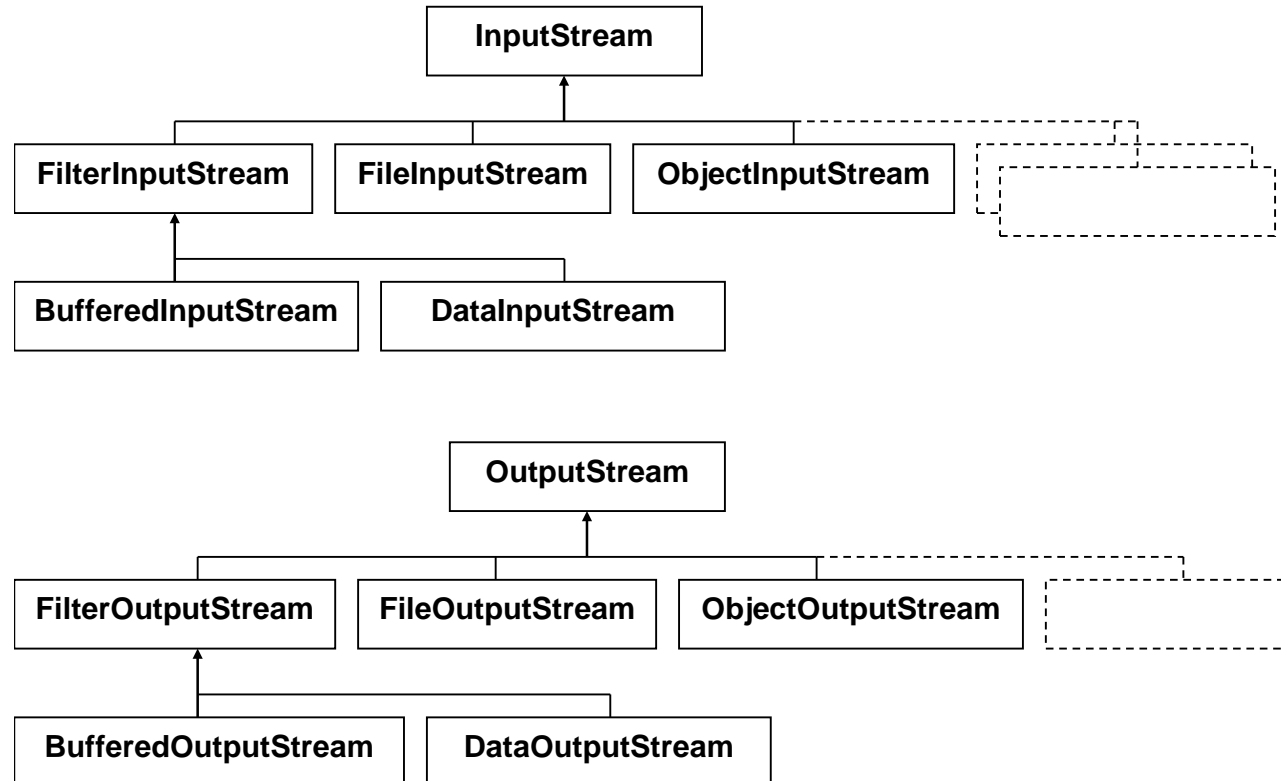 InputStream
FilterInputStream FileInputStream ObjectInputStream
BufferedInputStream DataInputStream
OutputStream
FilterOutputStream FileOutputStream ObjectOutputStream
BufferedOutputStream DataOutputStream